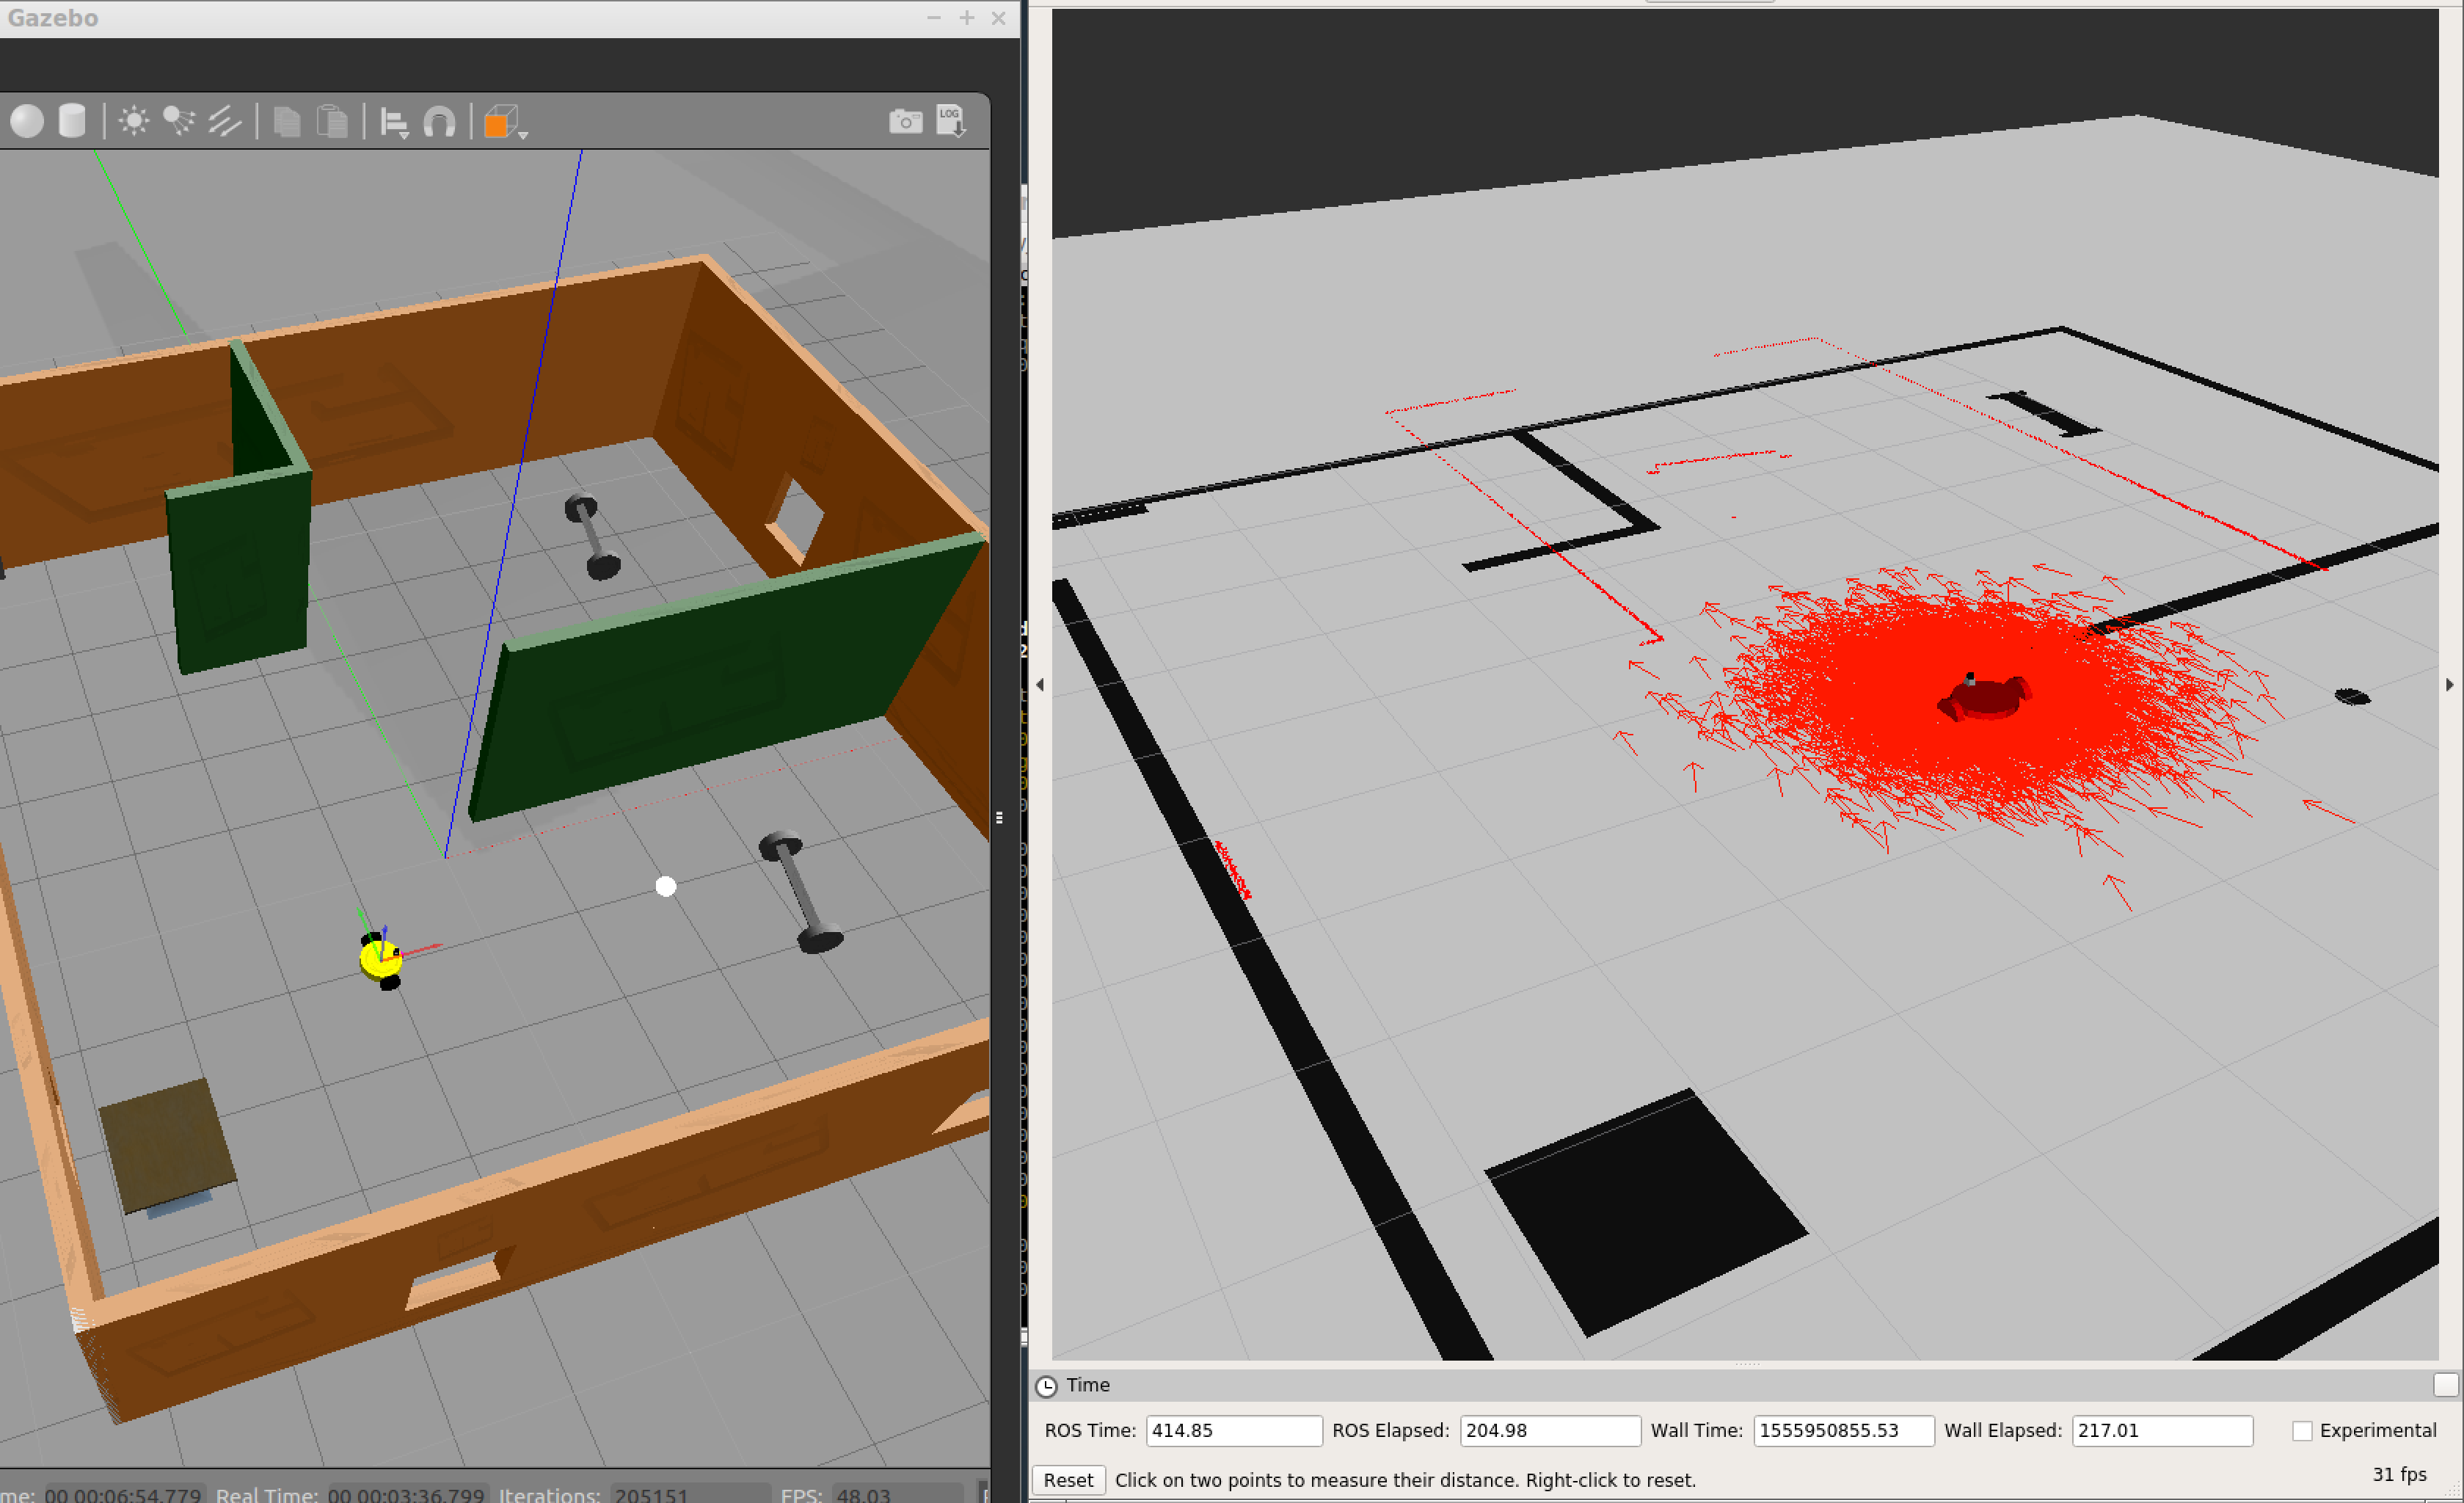 Gazebo
LOG
Time
ROS Time: 414.85 ROS Elapsed: 204.98 Wall Time: 1555950855.53 Wall Elapsed: 217.01 Experimental
Reset Click on two points to measure their distance. Right-click to reset. 31 fps
me: 00 00:06:54.779 Real Time: 00 00:03:36.799 Iterations: 205151 FPS: 48.03